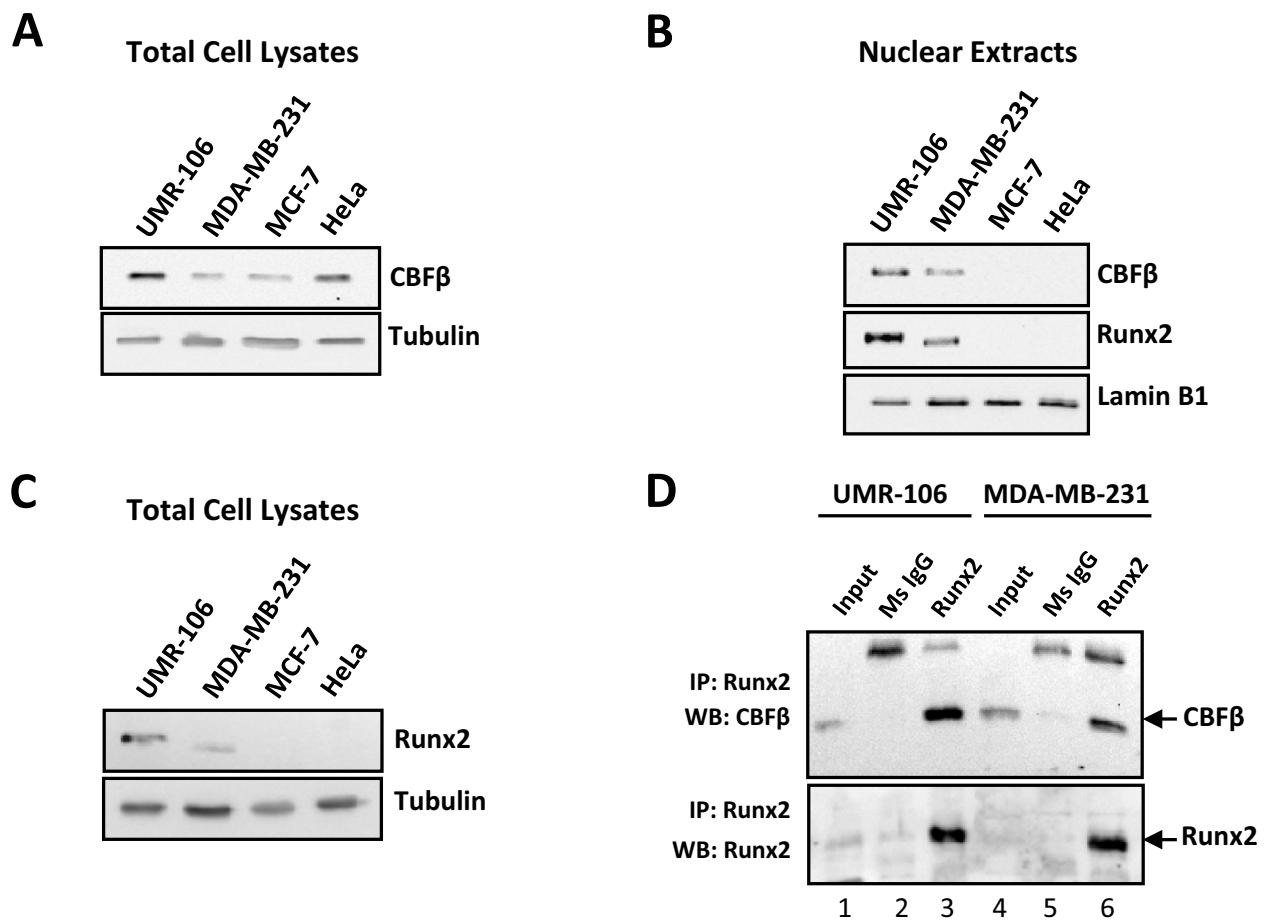 A
Total Cell Lysates
UMR-106
MDA-MB-231
MCF-7
HeLa
CBFβ
Tubulin
B
Nuclear Extracts
UMR-106
MDA-MB-231
MCF-7
HeLa
CBFβ
Runx2
Lamin B1
C
Total Cell Lysates
UMR-106
MDA-MB-231
MCF-7
HeLa
Runx2
Tubulin
D
UMR-106 MDA-MB-231
Input Ms IgG Runx2 Input Ms IgG Runx2
IP: Runx2
WB: CBFβ
CBFβ
IP: Runx2
WB: Runx2
Runx2
1 2 3 4 5 6